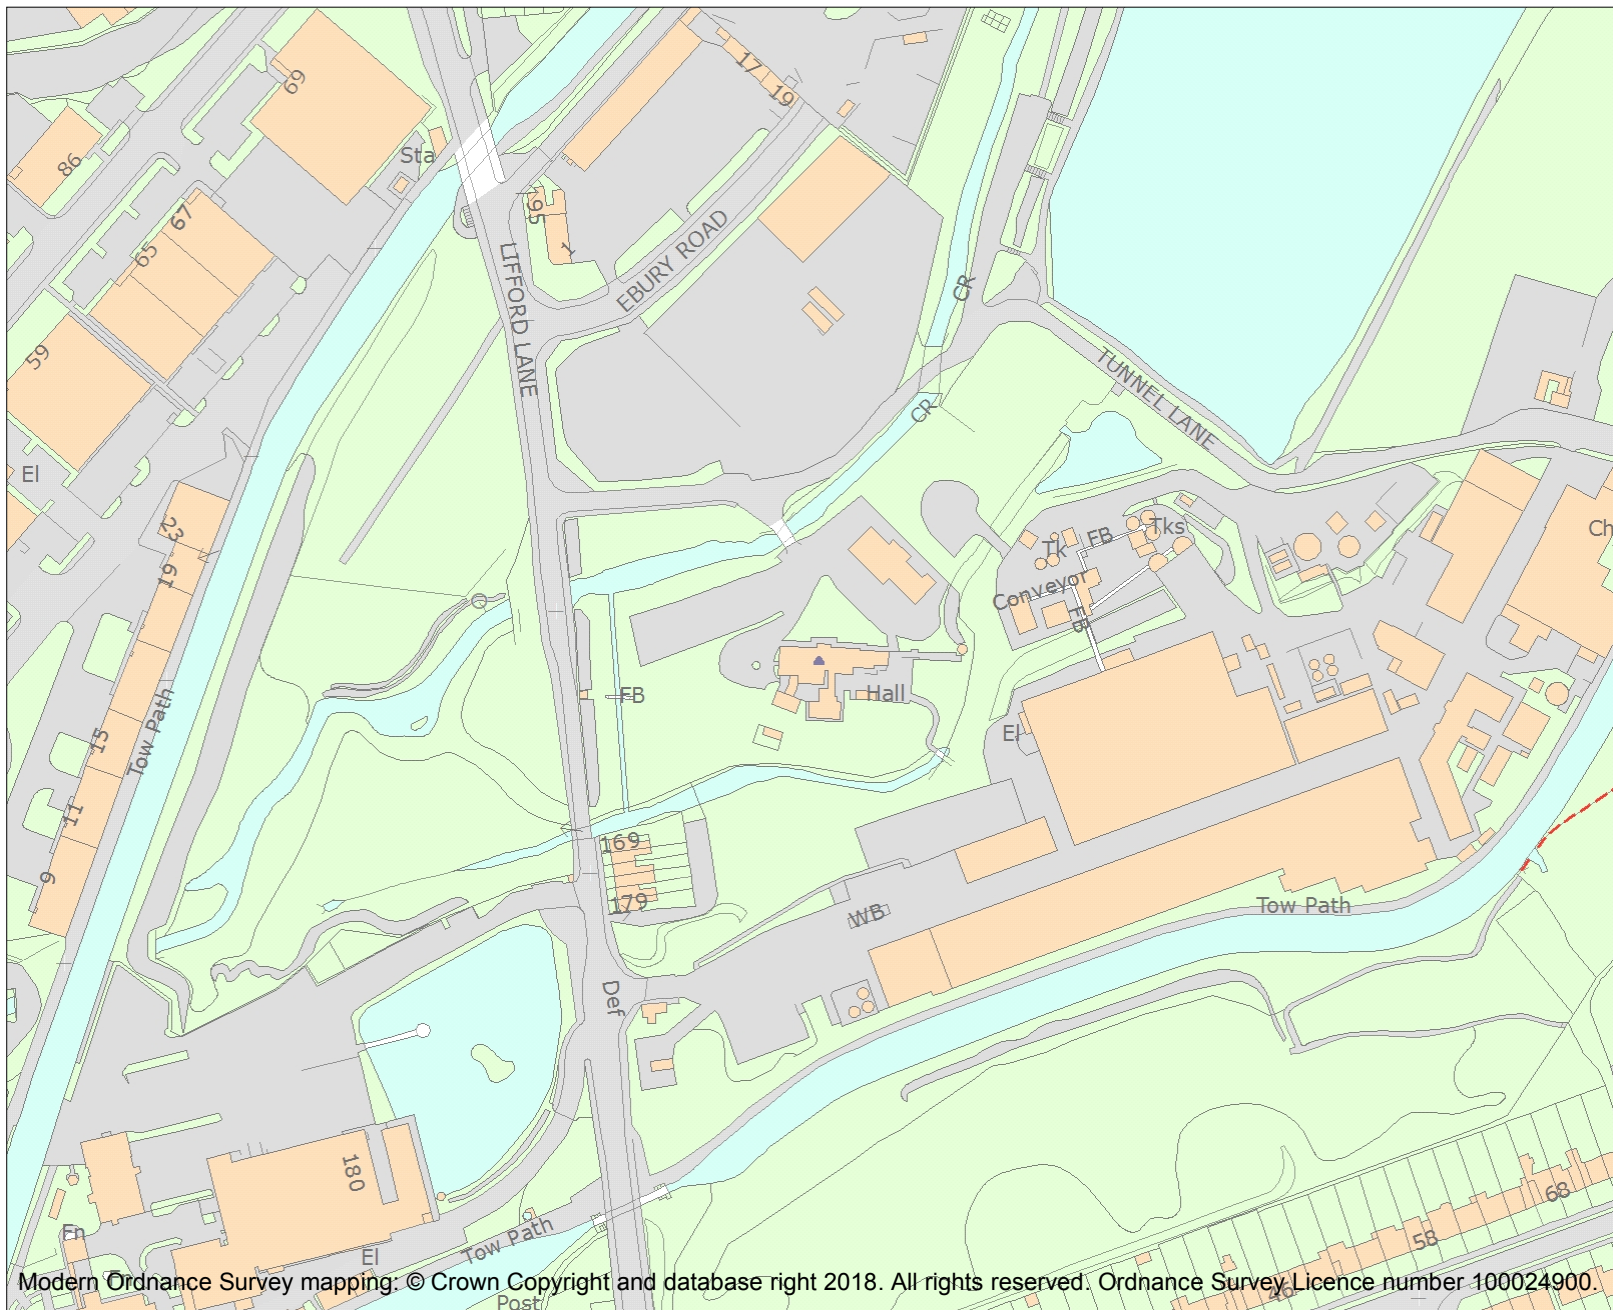 17
69
19
86
Sta
67
195
65
1
LIFFORD LANE
EBURY ROAD
CR
59
TUNNEL LANE
CR
El
23
Tks
Ch
FB
Tk
19
Conveyor
FB
FB
Hall
Tow Path
El
15
11
169
9
179
WB
Tow Path
Def
180
68
Fn
Tow Path
58
El
Modern Ordnance Survey mapping: © Crown Copyright and database right 2018. All rights reserved. Ordnance Survey Licence number 100024900.
46
Post